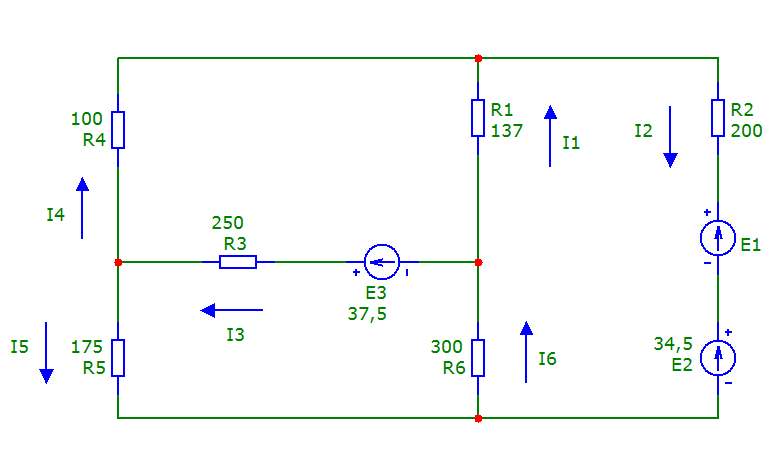 100
R4
R1
137
I1
I2
R2
200
I4
250
R3
+
E1
−
+
E3
37,5
I3
I5
175
R5
300
R6
I6
+
34,5
E2
−